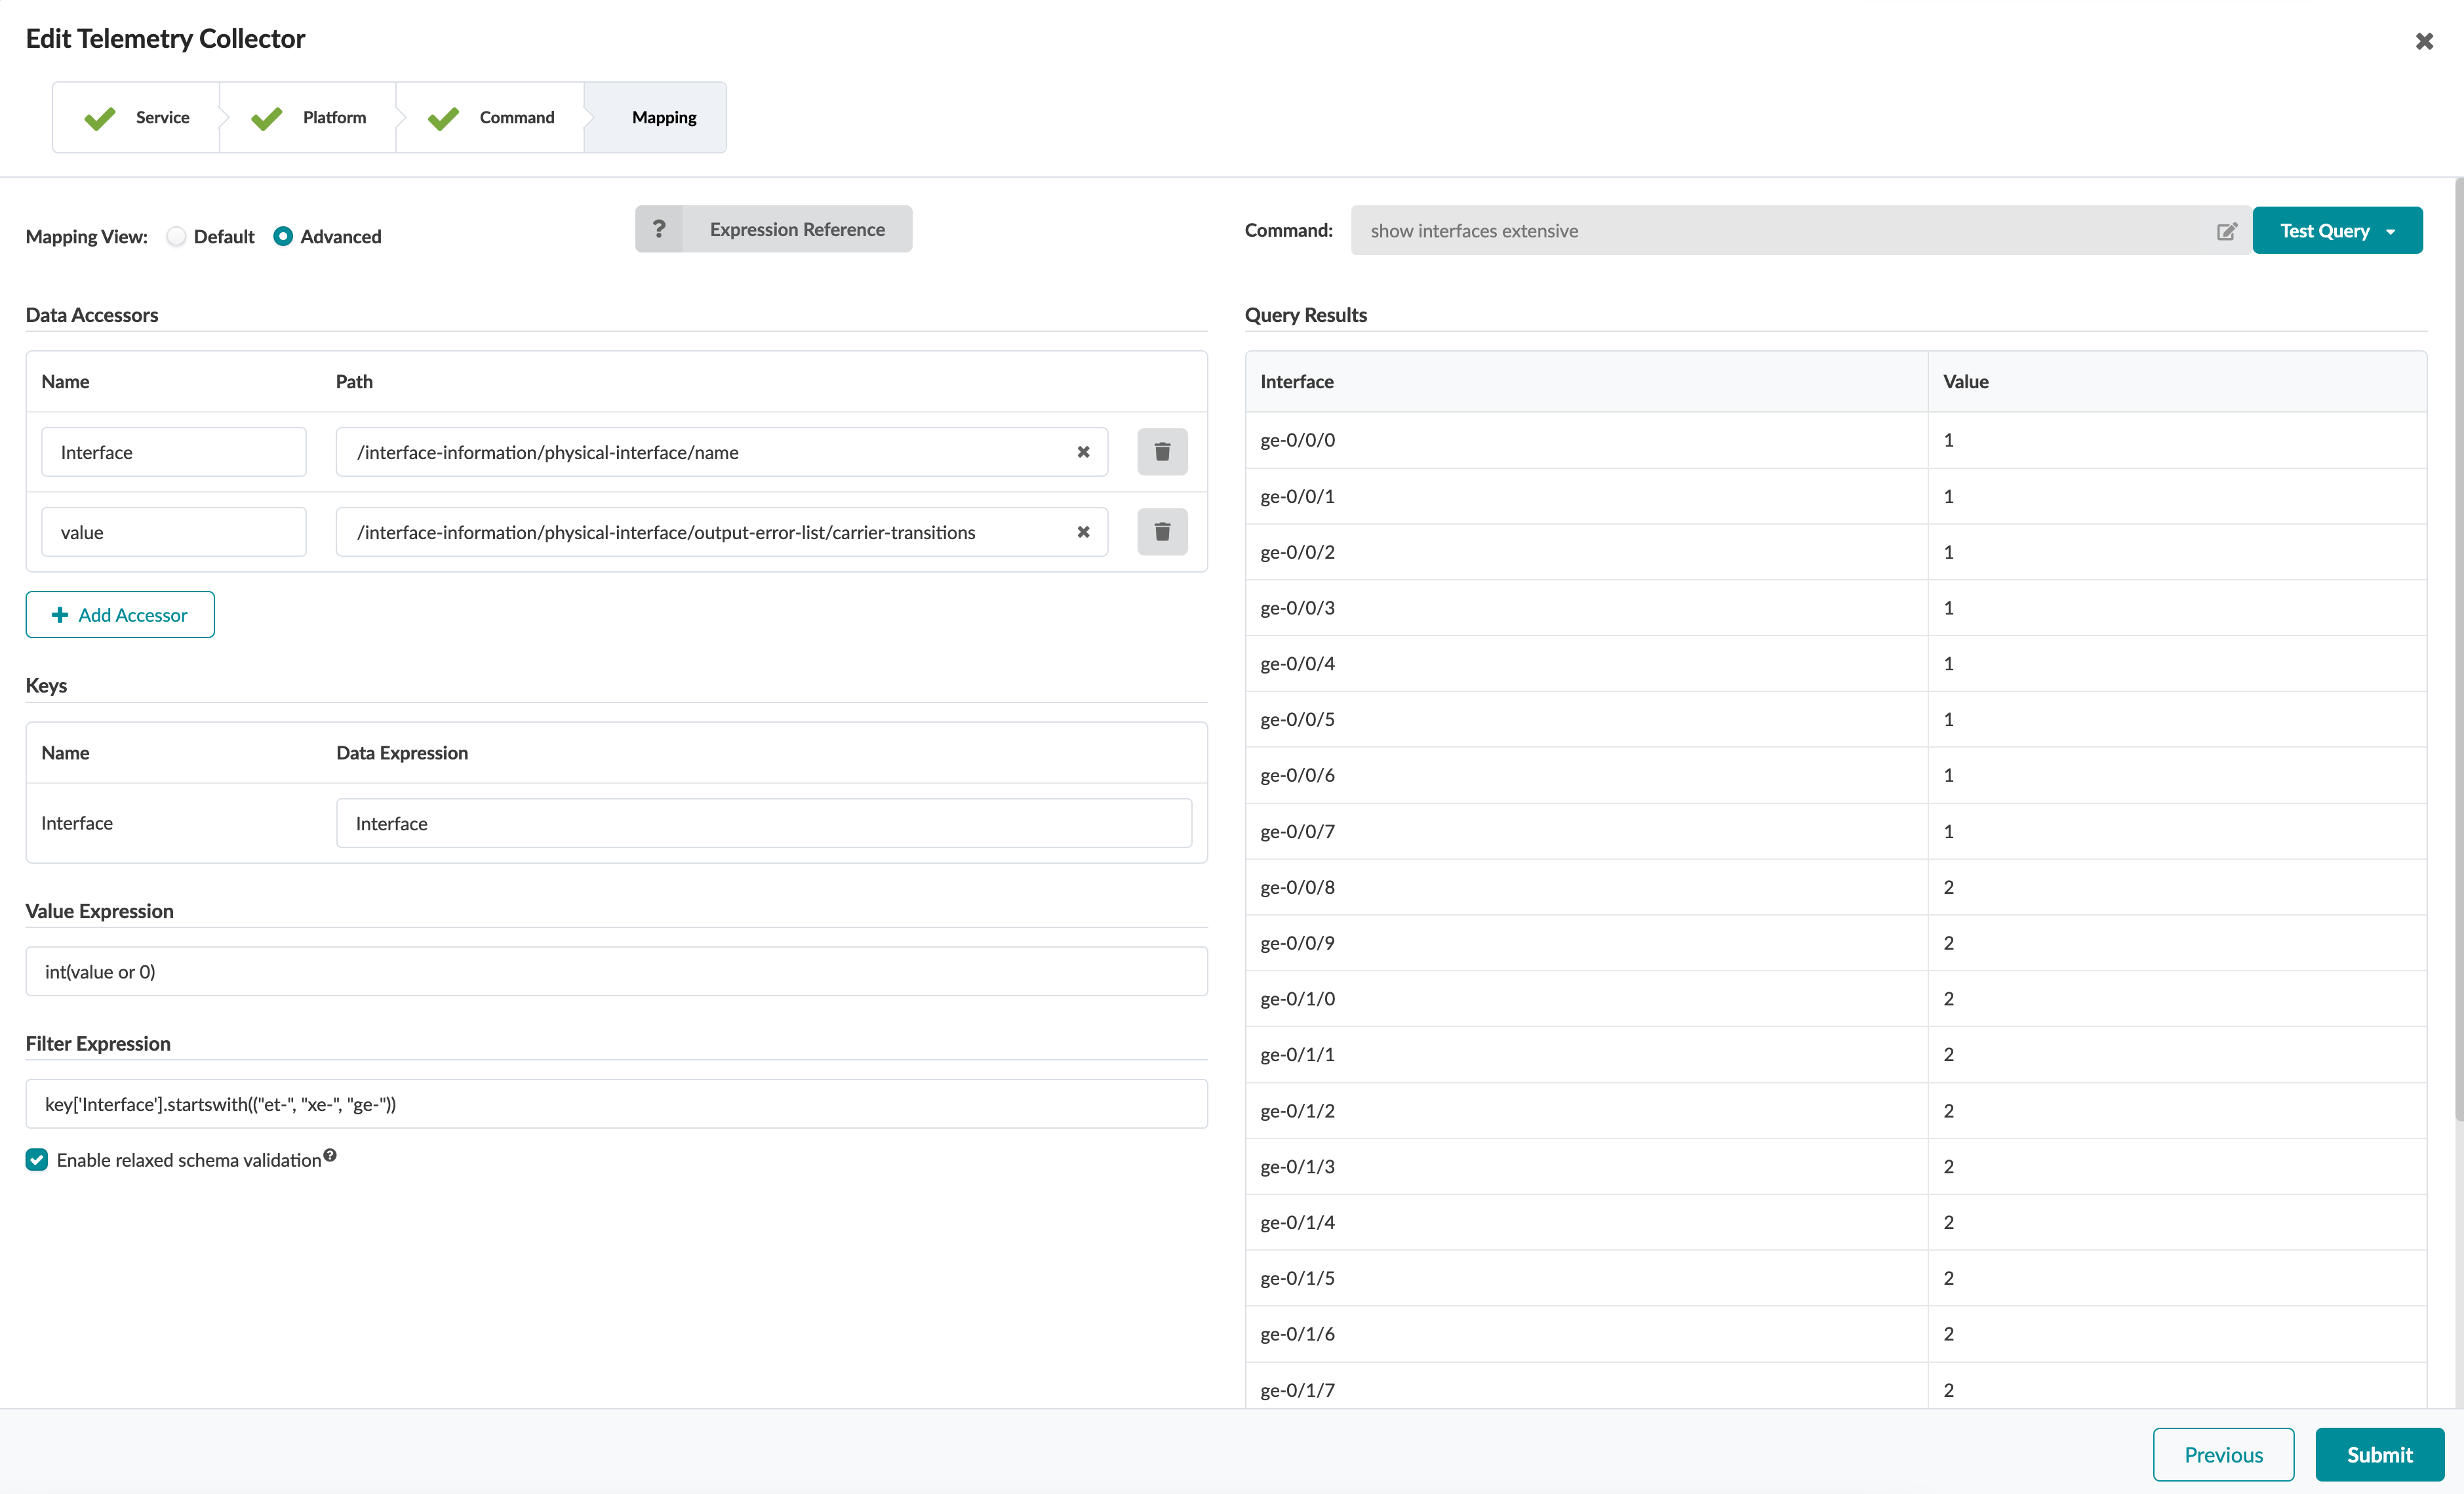 Edit Telemetry Collector
Service
Platform
Command
Mapping
Mapping View:
Default
Advanced
? Expression Reference
Data Accessors
Name Path
Interface /interface-information/physical-interface/name
value /interface-information/physical-interface/output-error-list/carrier-transitions
Add Accessor
Keys
Name Data Expression
Interface Interface
Value Expression
int(value or 0)
Filter Expression
key['Interface'].startswith(("et-", "xe-", "ge-"))
Enable relaxed schema validation?
Command: show interfaces extensive Test Query
Query Results
Interface Value
ge-0/0/0 1
ge-0/0/1 1
ge-0/0/2 1
ge-0/0/3 1
ge-0/0/4 1
ge-0/0/5 1
ge-0/0/6 1
ge-0/0/7 1
ge-0/0/8 2
ge-0/0/9 2
ge-0/1/0 2
ge-0/1/1 2
ge-0/1/2 2
ge-0/1/3 2
ge-0/1/4 2
ge-0/1/5 2
ge-0/1/6 2
ge-0/1/7 2
Previous Submit